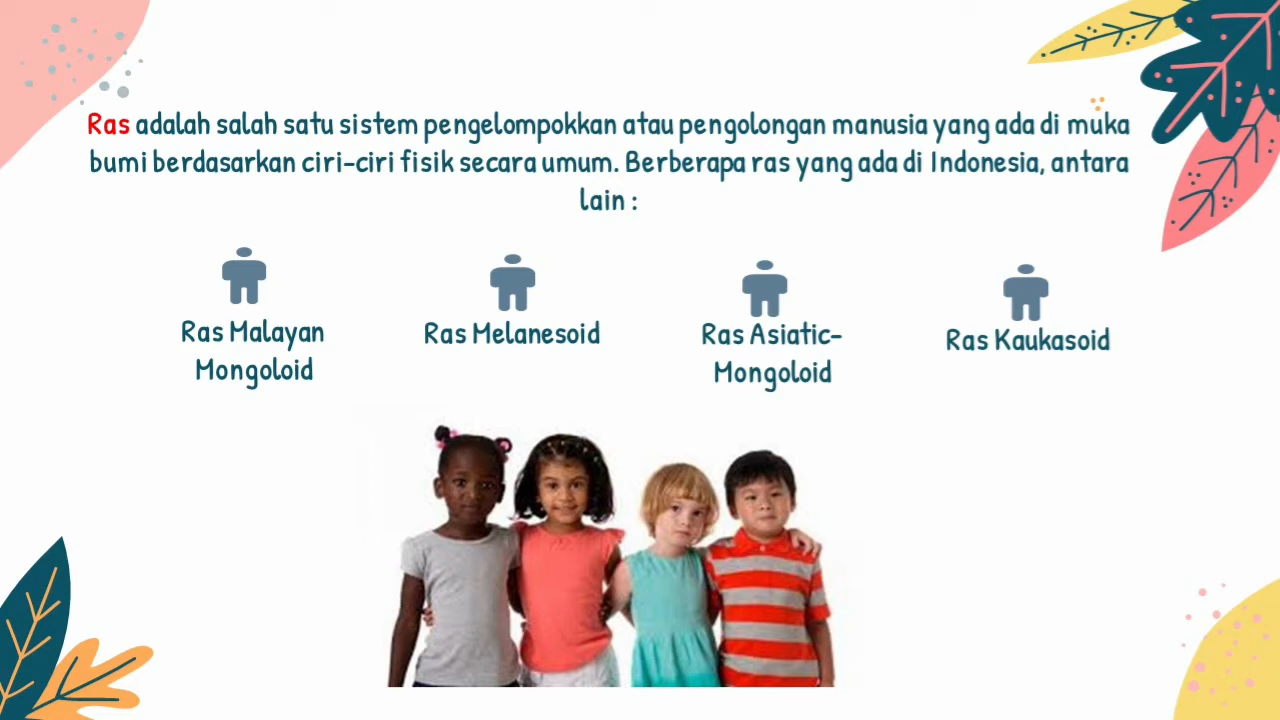 Ras adalah salah satu sistem pengelompokkan atau pengolongan manusia yang ada di muka
bumi berdasarkan ciri-ciri fisik secara umum. Berberapa ras yang ada di Indonesia, antara
lain :
Ras Malayan
Mongoloid
Ras Melanesoid
Ras Asiatic-
Mongoloid
Ras Kaukasoid